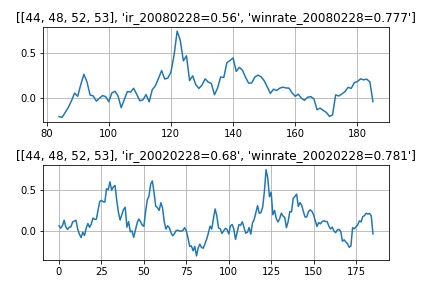 [[44, 48, 52, 53], 'ir_20080228=0.56', 'winrate_20080228=0.777']
0.5
0.0
80 100 120 140 160 180
[[44, 48, 52, 53], 'ir_20020228=0.68', 'winrate_20020228=0.781']
0.5
0.0
0 25 50 75 100 125 150 175